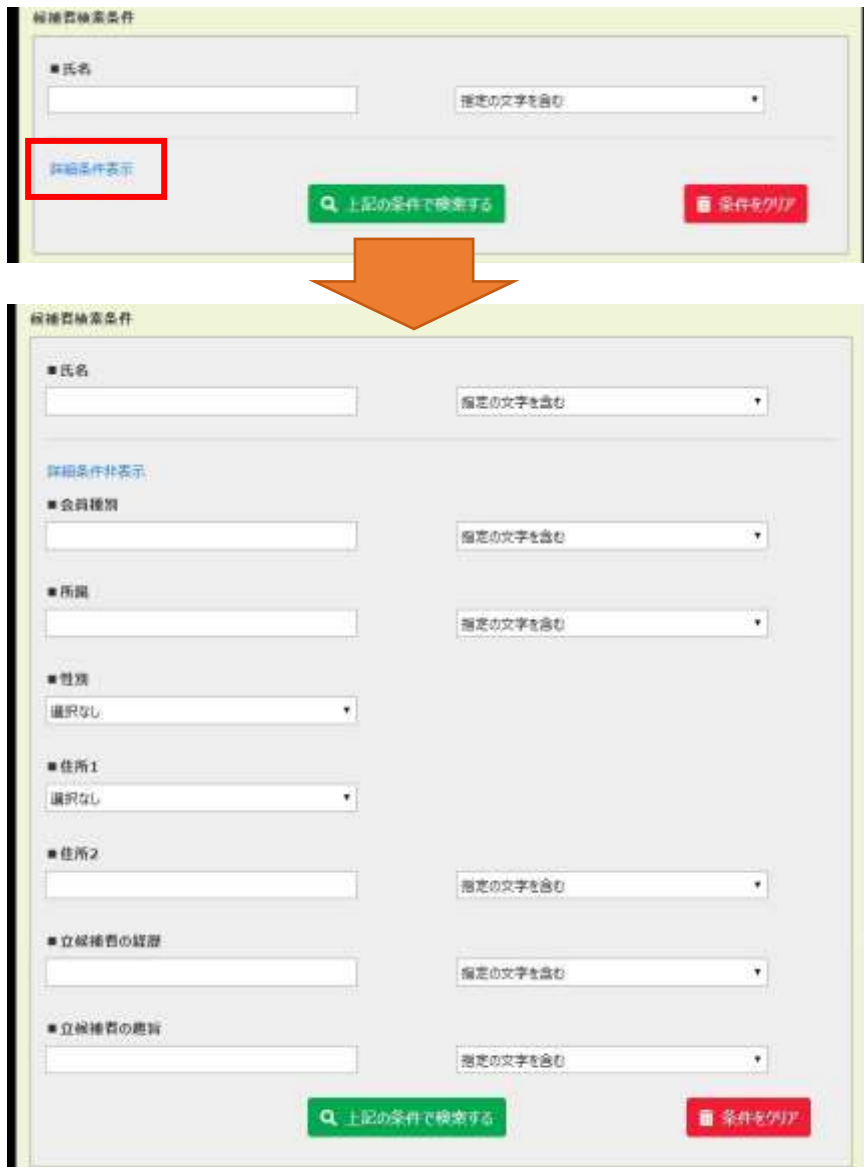 候補者検索条件
■氏名
指定の文字を含む
詳細条件表示
上記の条件で検索する 条件をクリア
候補者検索条件
■氏名
指定の文字を含む
詳細条件非表示
■会員種別
指定の文字を含む
■所属
指定の文字を含む
■性別
選択なし
■住所1
選択なし
■住所2
指定の文字を含む
■立候補者の経歴
指定の文字を含む
■立候補者の趣旨
指定の文字を含む
上記の条件で検索する 条件をクリア